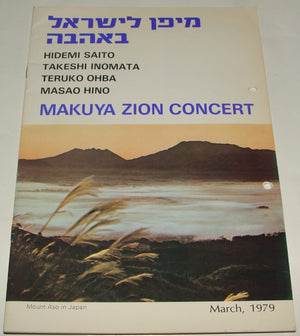 מיפן לישראל
באהבה
HIDEMI SAITO
TAKESHI INOMATA
TERUKO OHBA
MASAO HINO
MAKUYA ZION CONCERT
Mount Aso in Japan
March, 1979